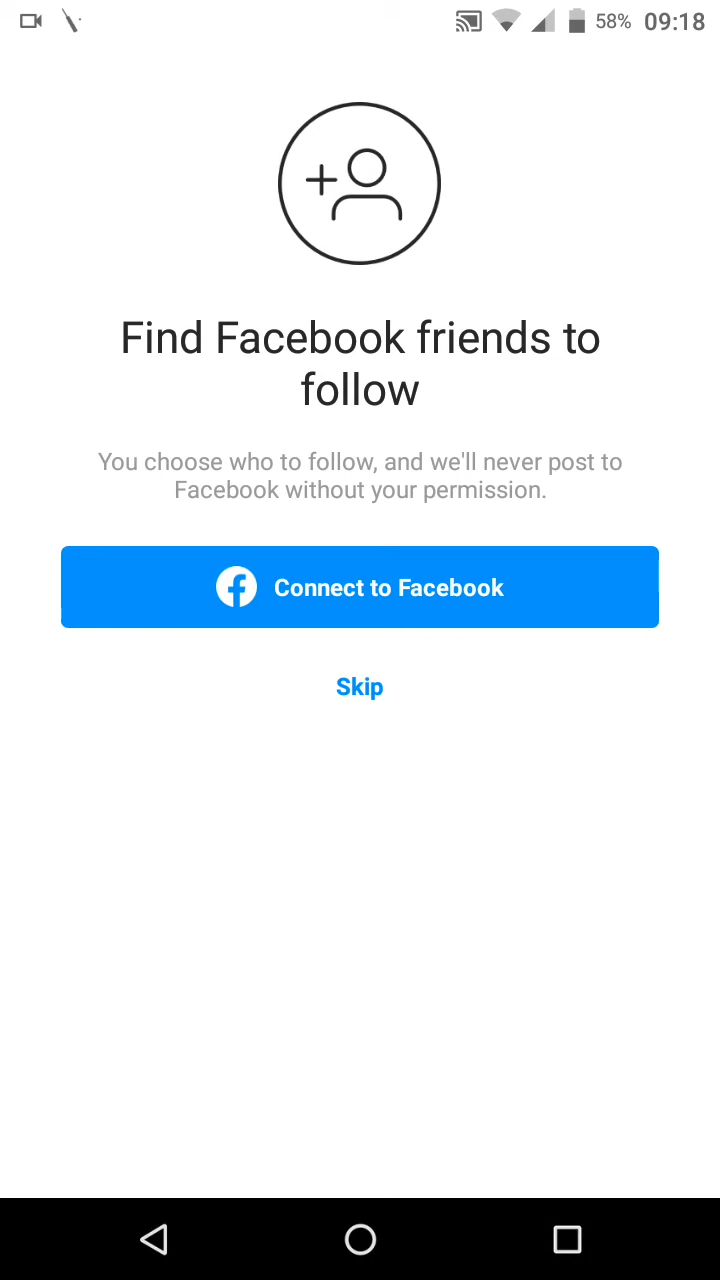 58% 09:18
Find Facebook friends to
follow
You choose who to follow, and we'll never post to
Facebook without your permission.
Connect to Facebook
Skip